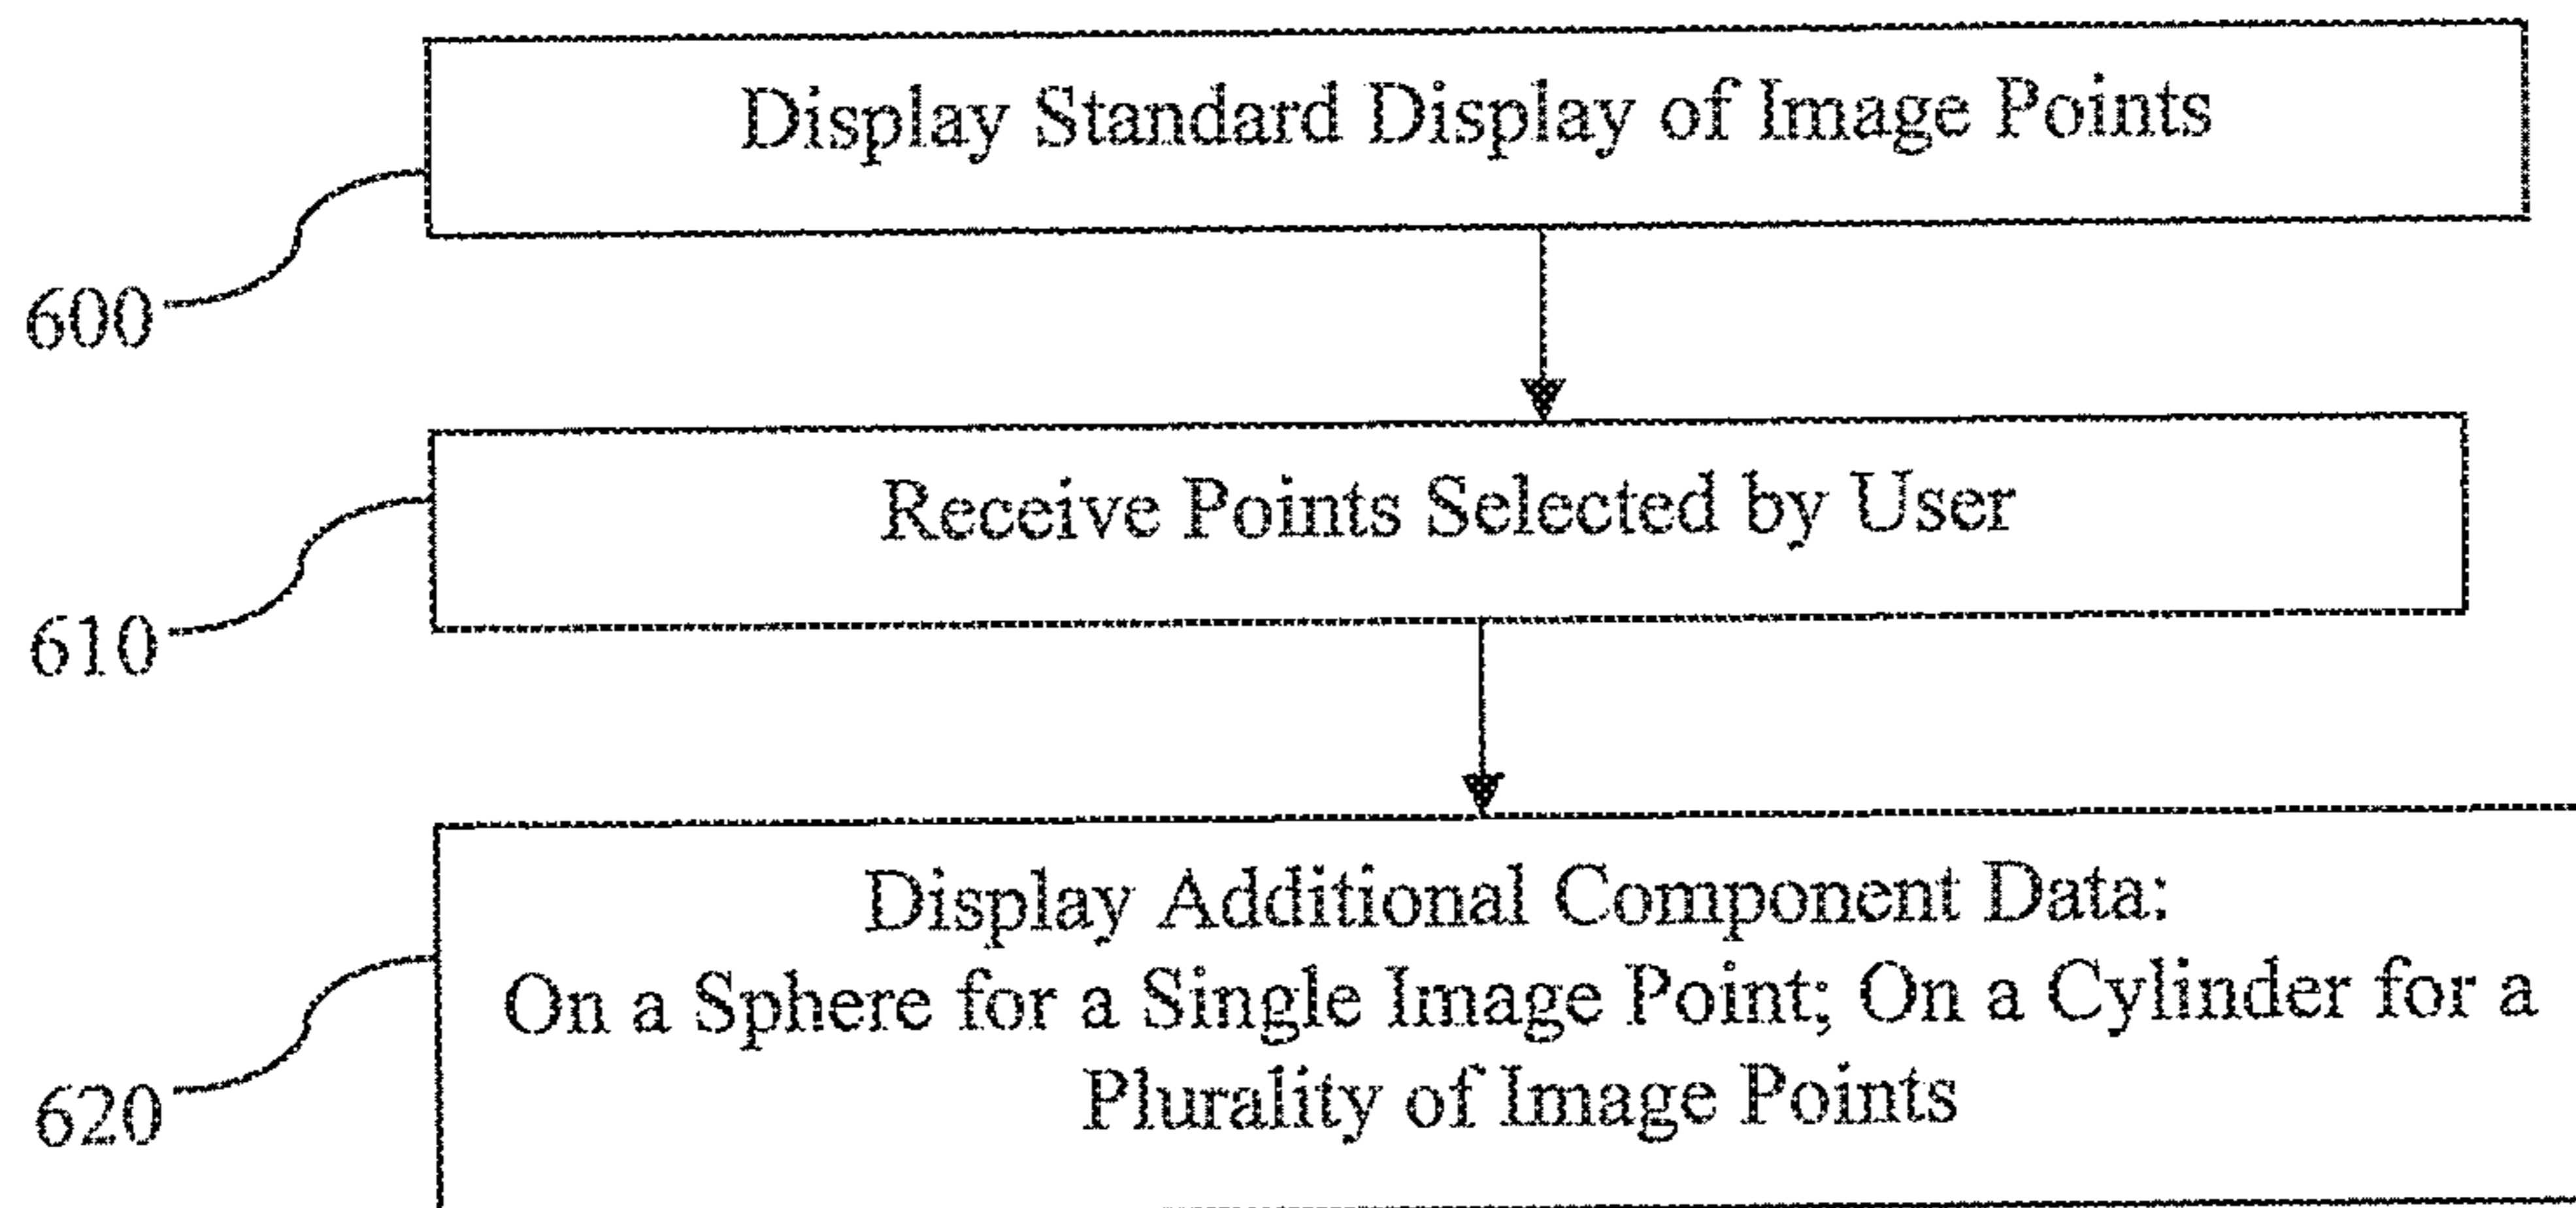 Display Standard Display of Image Points
600
Receive Points Selected by User
610
Display Additional Component Data:
On a Sphere for a Single Image Point; On a Cylinder for a
Plurality of Image Points
620